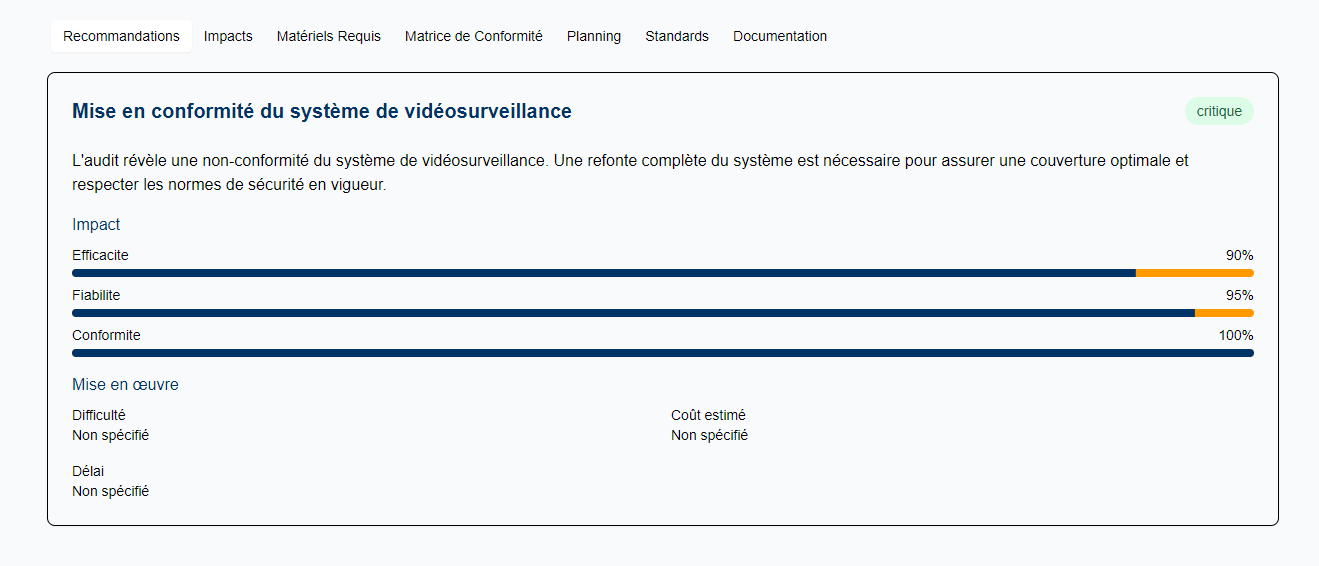 Recommandations Impacts Matériels Requis Matrice de Conformité Planning Standards Documentation
Mise en conformité du système de vidéosurveillance critique
L'audit révèle une non-conformité du système de vidéosurveillance. Une refonte complète du système est nécessaire pour assurer une couverture optimale et
respecter les normes de sécurité en vigueur.
Impact
Efficacite 90%
Fiabilite 95%
Conformite 100%
Mise en œuvre
Difficulté Coût estimé
Non spécifié Non spécifié
Délai
Non spécifié